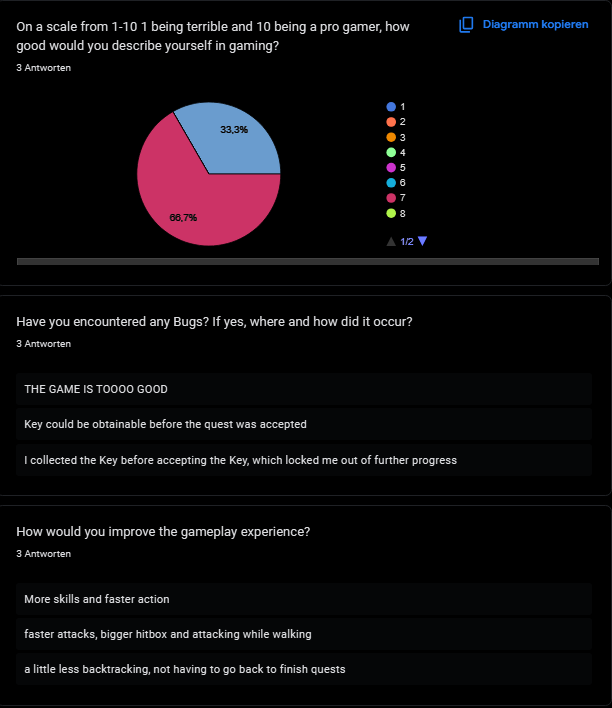 On a scale from 1-10 1 being terrible and 10 being a pro gamer, how
good would you describe yourself in gaming?
Diagramm kopieren
3 Antworten
33,3%
66,7%
1
2
3
4
5
6
7
8
1/2
Have you encountered any Bugs? If yes, where and how did it occur?
3 Antworten
THE GAME IS TOOOO GOOD
Key could be obtainable before the quest was accepted
I collected the Key before accepting the Key, which locked me out of further progress
How would you improve the gameplay experience?
3 Antworten
More skills and faster action
faster attacks, bigger hitbox and attacking while walking
a little less backtracking, not having to go back to finish quests